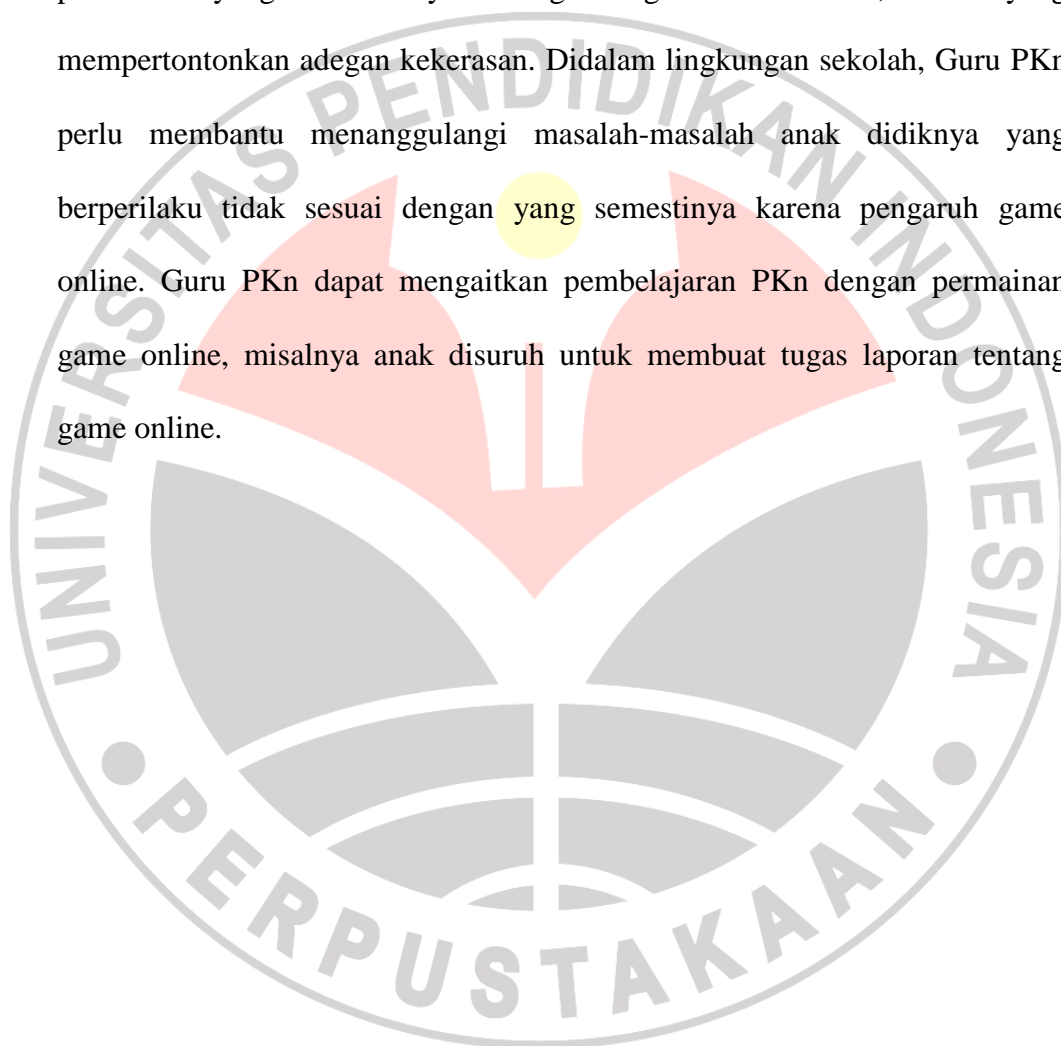 mempertontonkan adegan kekerasan. Didalam lingkungan sekolah, Guru PKn
perlu membantu menanggulangi masalah-masalah anak didiknya yang
berperilaku tidak sesuai dengan yang semestinya karena pengaruh game
online. Guru PKn dapat mengaitkan pembelajaran PKn dengan permainan
game online, misalnya anak disuruh untuk membuat tugas laporan tentang
game online.
UNIVERSITAS PENDIDIKAN INDONESIA
PERPUSTAKAAN